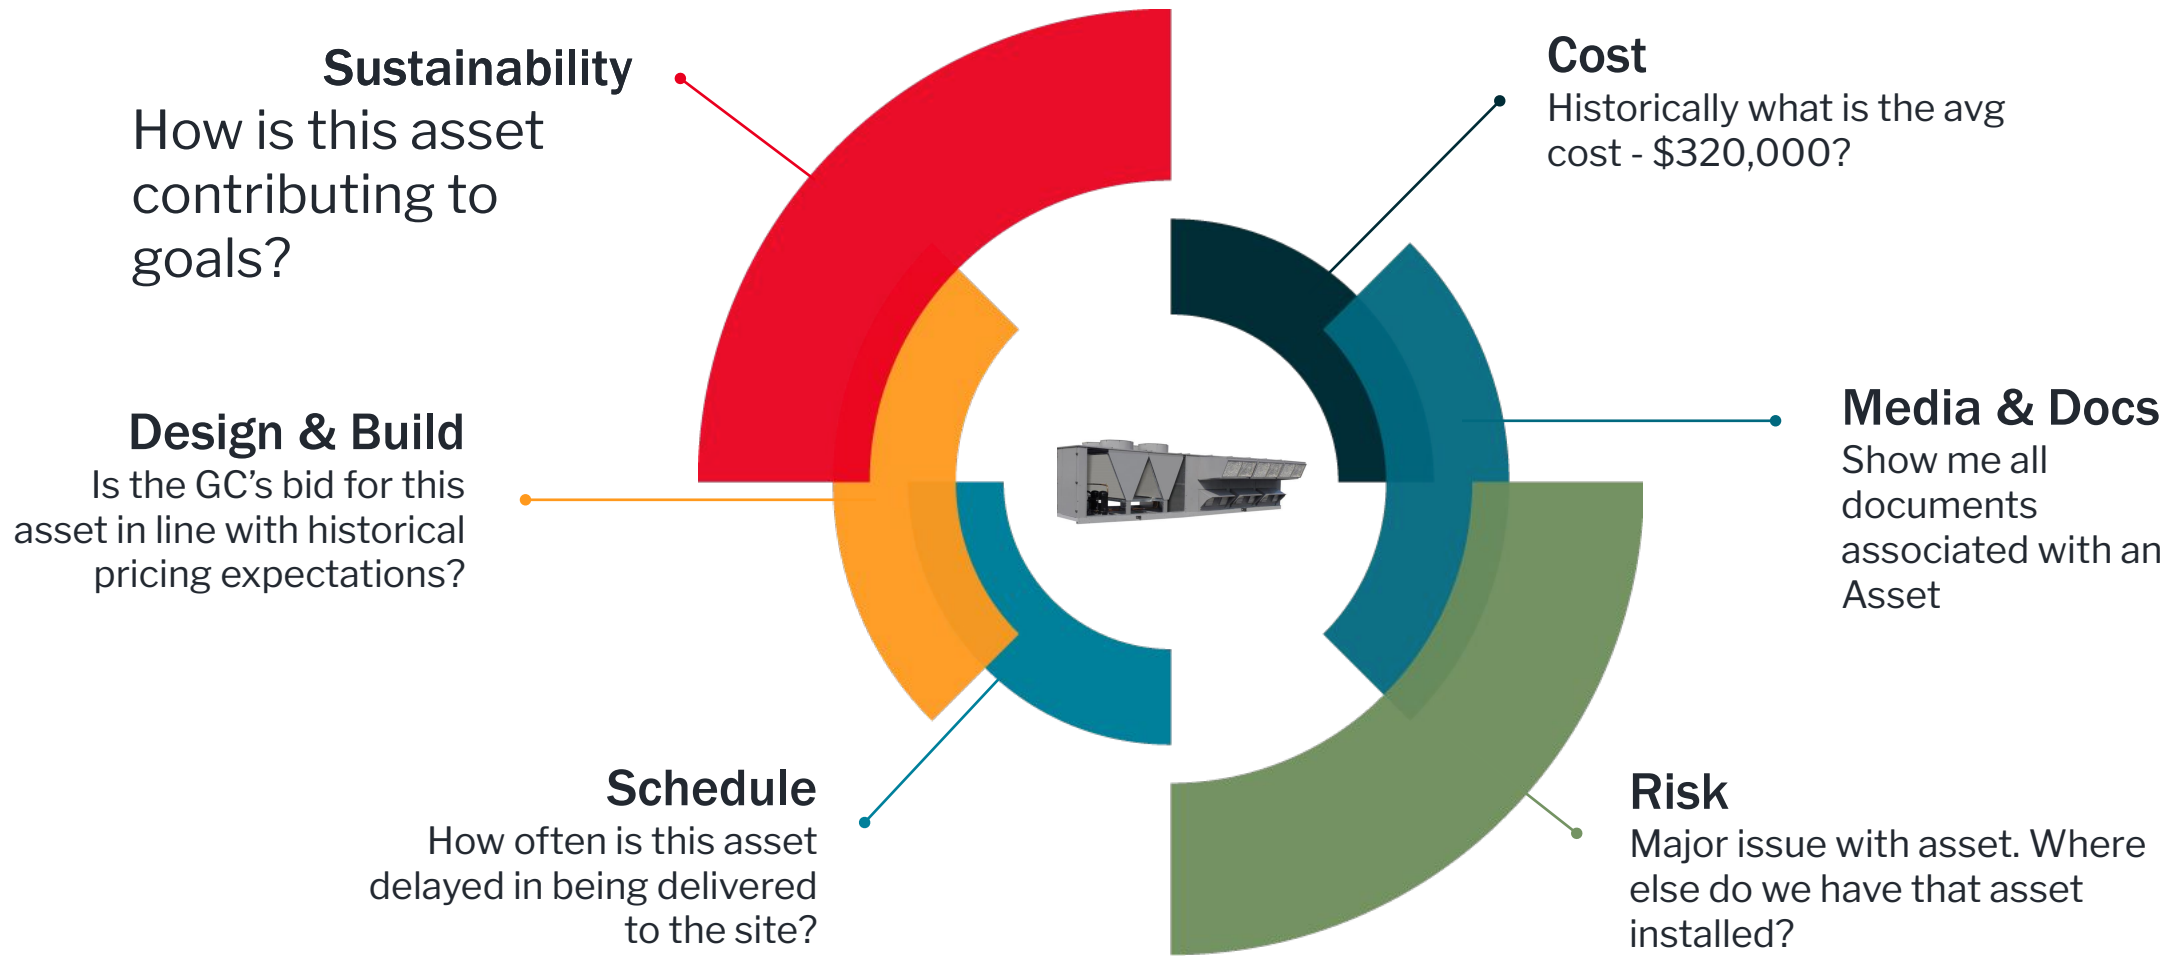 Sustainability
How is this asset
contributing to
goals?
Cost
Historically what is the avg
cost - $320,000?
Design & Build
Is the GC’s bid for this
asset in line with historical
pricing expectations?
Media & Docs
Show me all
documents
associated with an
Asset
Schedule
How often is this asset
delayed in being delivered
to the site?
Risk
Major issue with asset. Where
else do we have that asset
installed?